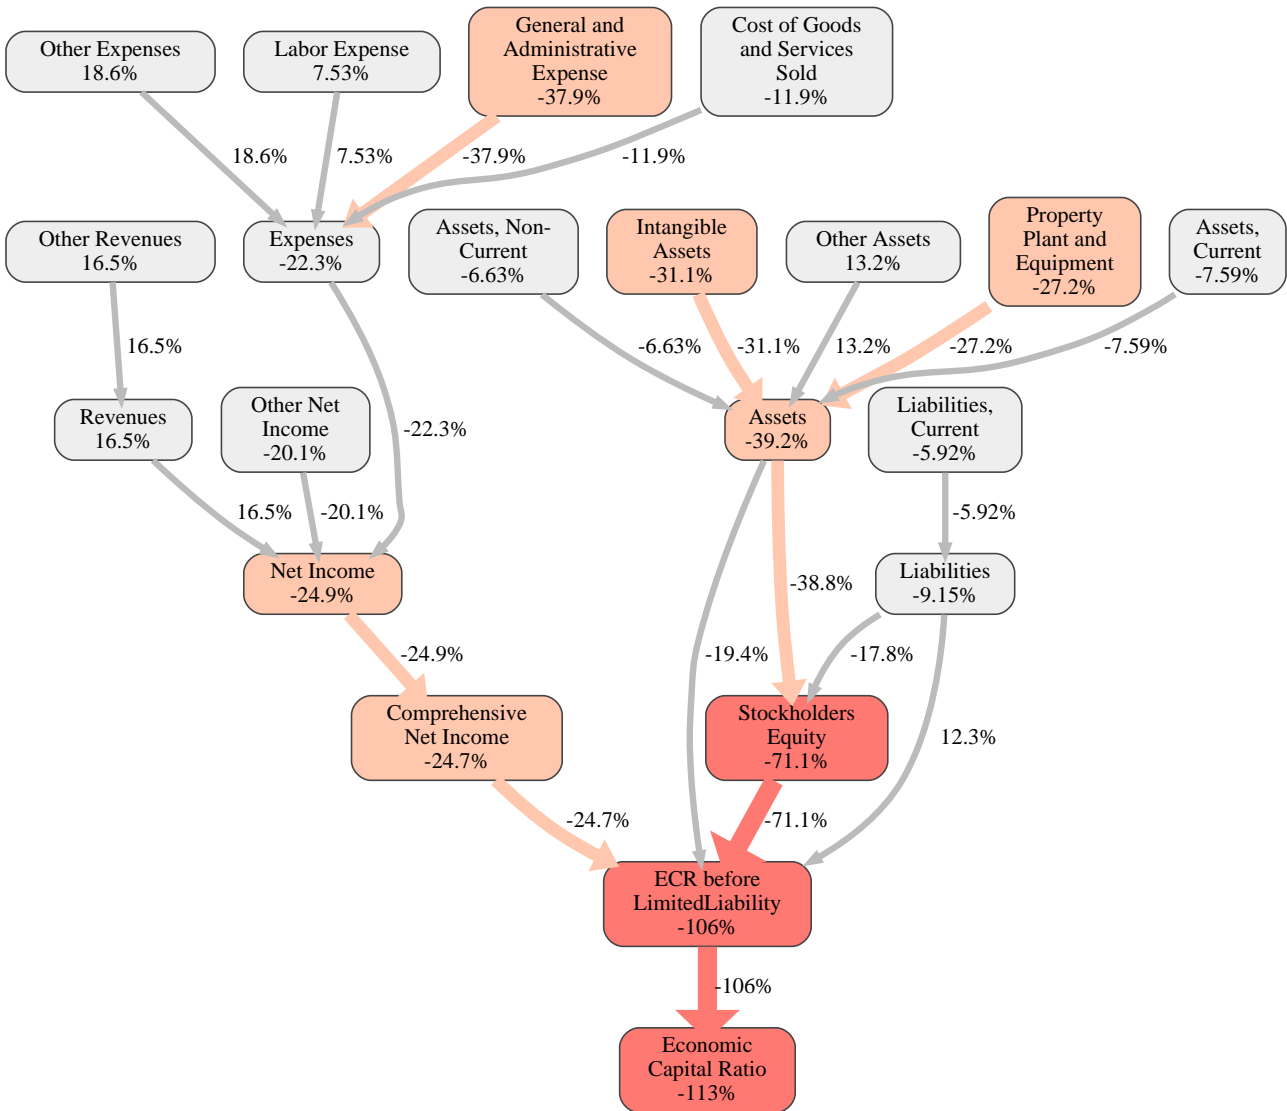 Other Expenses
18.6%
Labor Expense
7.53%
General and
Administrative
Expense
-37.9%
Cost of Goods
and Services
Sold
-11.9%
18.6%
7.53%
-37.9%
-11.9%
Other Revenues
16.5%
Expenses
-22.3%
Assets, Non-
Current
-6.63%
Intangible
Assets
-31.1%
Other Assets
13.2%
Property
Plant and
Equipment
-27.2%
Assets,
Current
-7.59%
16.5%
-6.63%
-31.1%
13.2%
-27.2%
-7.59%
Revenues
16.5%
Other Net
Income
-20.1%
-22.3%
Assets
-39.2%
Liabilities,
Current
-5.92%
16.5%
-20.1%
-5.92%
Net Income
-24.9%
-38.8%
Liabilities
-9.15%
-24.9%
-19.4%
-17.8%
Comprehensive
Net Income
-24.7%
Stockholders
Equity
-71.1%
12.3%
-24.7%
-71.1%
ECR before
LimitedLiability
-106%
-106%
Economic
Capital Ratio
-113%